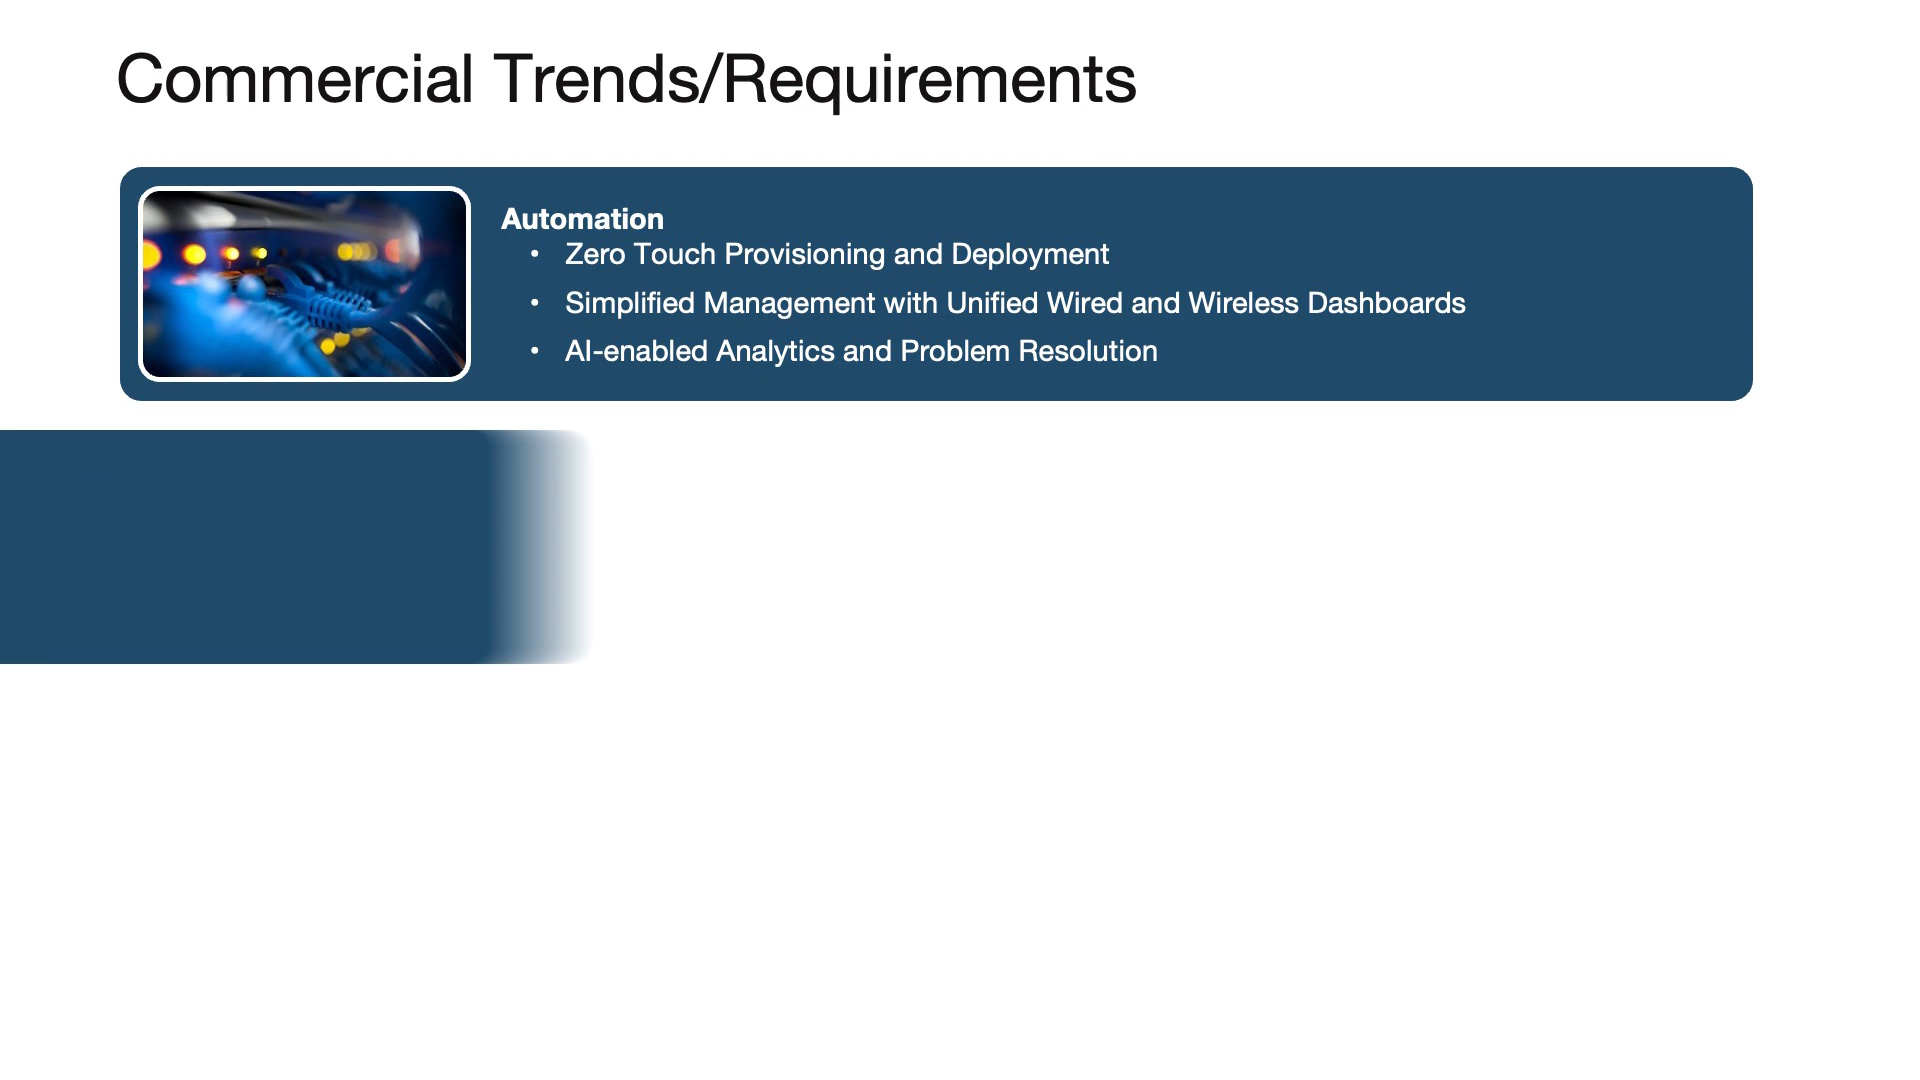 Commercial Trends/Requirements
Automation
• Zero Touch Provisioning and Deployment
• Simplified Management with Unified Wired and Wireless Dashboards
• AI-enabled Analytics and Problem Resolution